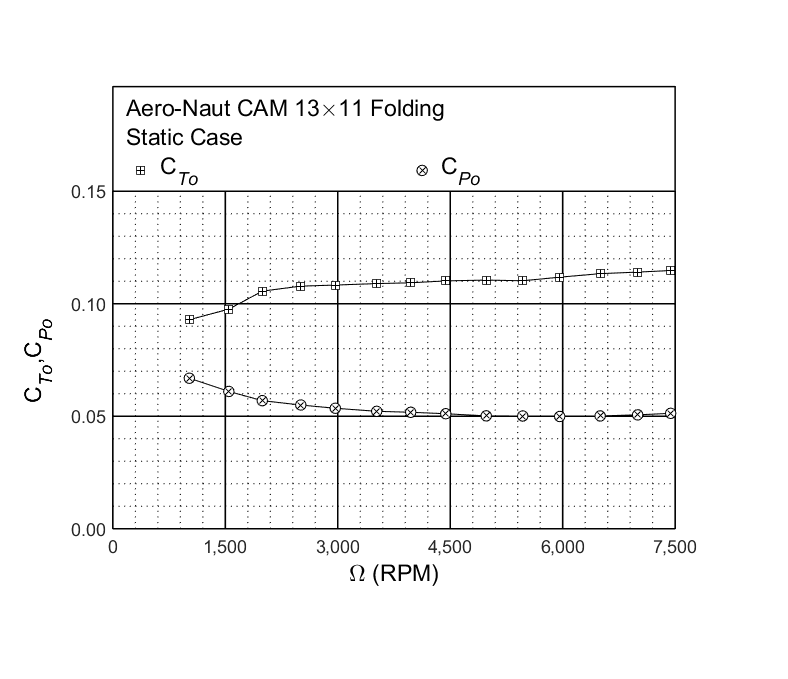 Aero-Naut CAM 13×11 Folding
Static Case
C_To C_Po
0.15
0.10
0.05
0.00
C_To,C_Po
0 1,500 3,000 4,500 6,000 7,500
Ω (RPM)